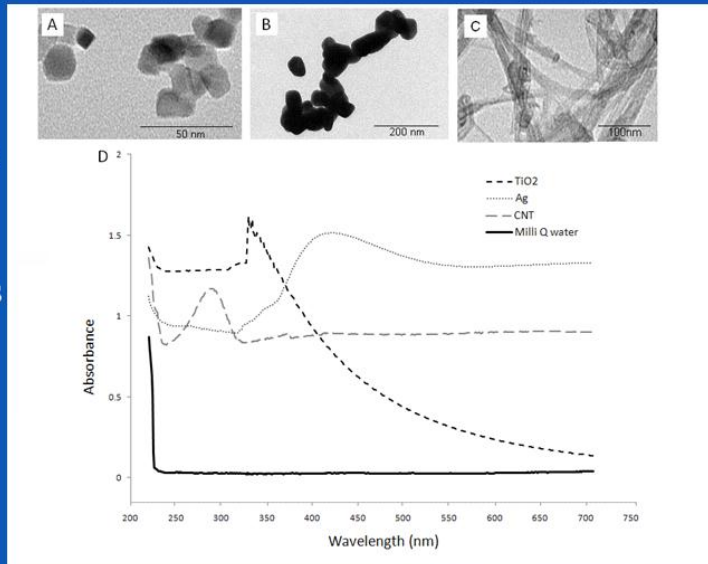 A
50 nm
B
200 nm
C
100nm
D
2
1.5
1
0.5
0
Absorbance
TiO2
Ag
CNT
Milli Q water
200 250 300 350 400 450 500 550 600 650 700 750
Wavelength (nm)